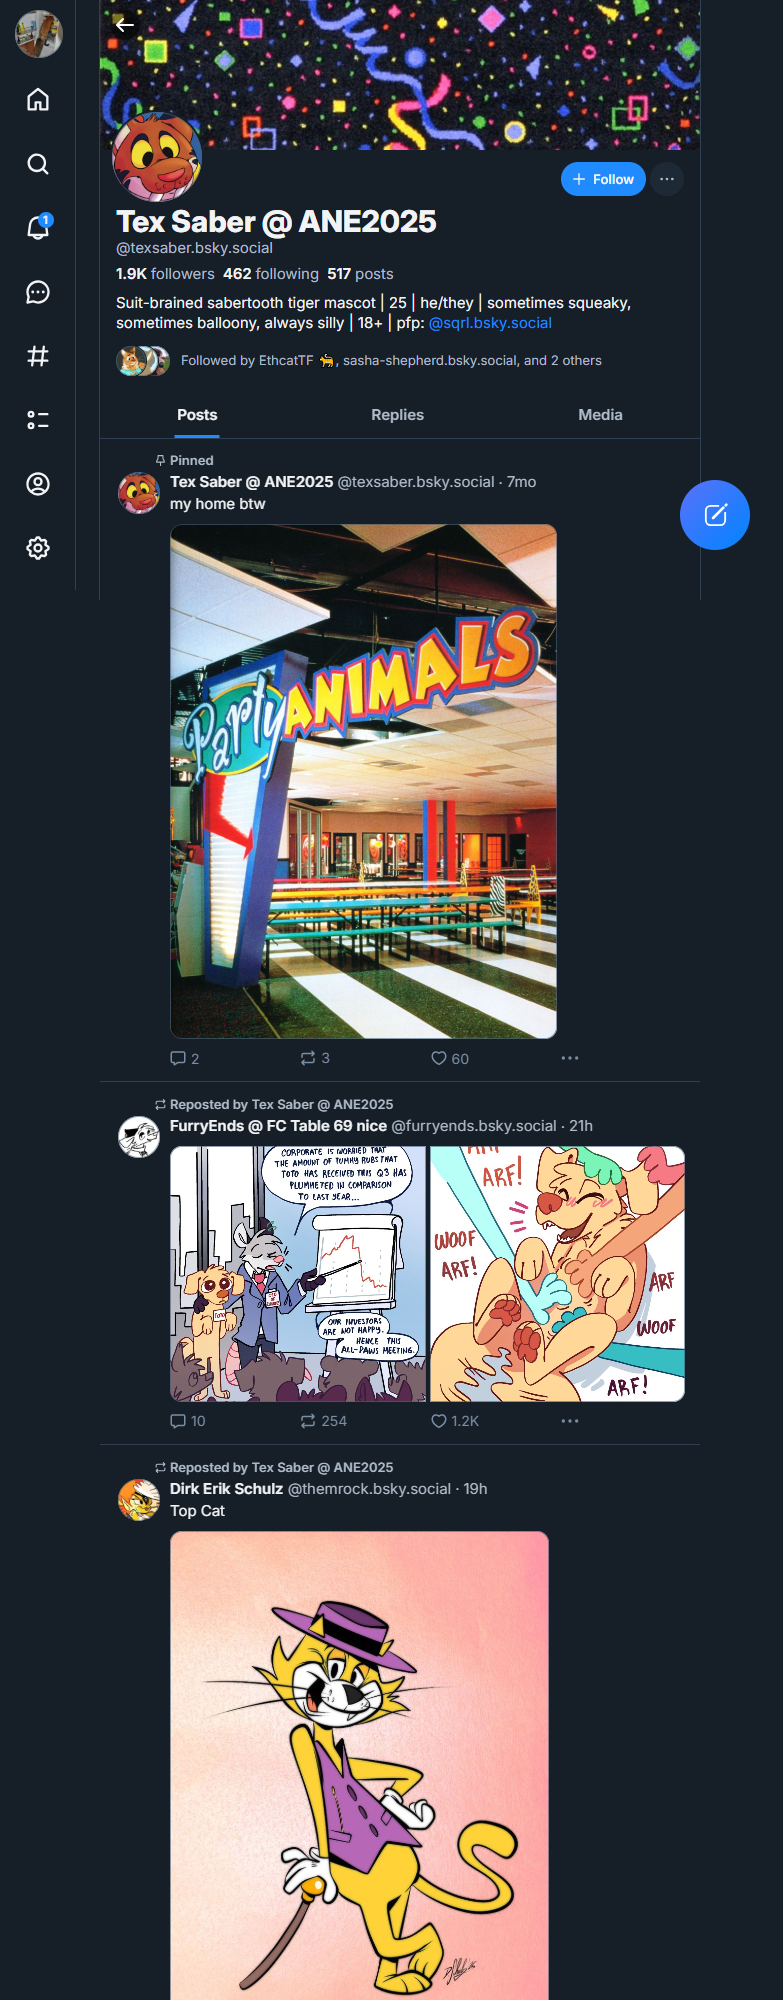 1
+ Follow
Tex Saber @ ANE2025
@texsaber.bsky.social
1.9K followers 462 following 517 posts
Suit-brained sabertooth tiger mascot | 25 | he/they | sometimes squeaky,
sometimes balloony, always silly | 18+ | pfp: @sqrl.bsky.social
Followed by EthcatTF 🐈, sasha-shepherd.bsky.social, and 2 others
Posts Replies Media
Pinned
Tex Saber @ ANE2025 @texsaber.bsky.social · 7mo
my home btw
Party ANIMALS
2 3 60
Reposted by Tex Saber @ ANE2025
FurryEnds @ FC Table 69 nice @furryends.bsky.social · 21h
CORPORATE IS WORRIED THAT
THE AMOUNT OF TUMMY RUBS THAT
TOTO HAS RECEIVED THIS Q3 HAS
PLUMMETED IN COMPARISON
TO LAST YEAR...
OUR INVESTORS
ARE NOT HAPPY.
HENCE THIS
ALL-PAWS MEETING.
ARF!
ARF!
WOOF
ARF!
ARF
WOOF
ARF!
10 254 1.2K
Reposted by Tex Saber @ ANE2025
Dirk Erik Schulz @themrock.bsky.social · 19h
Top Cat